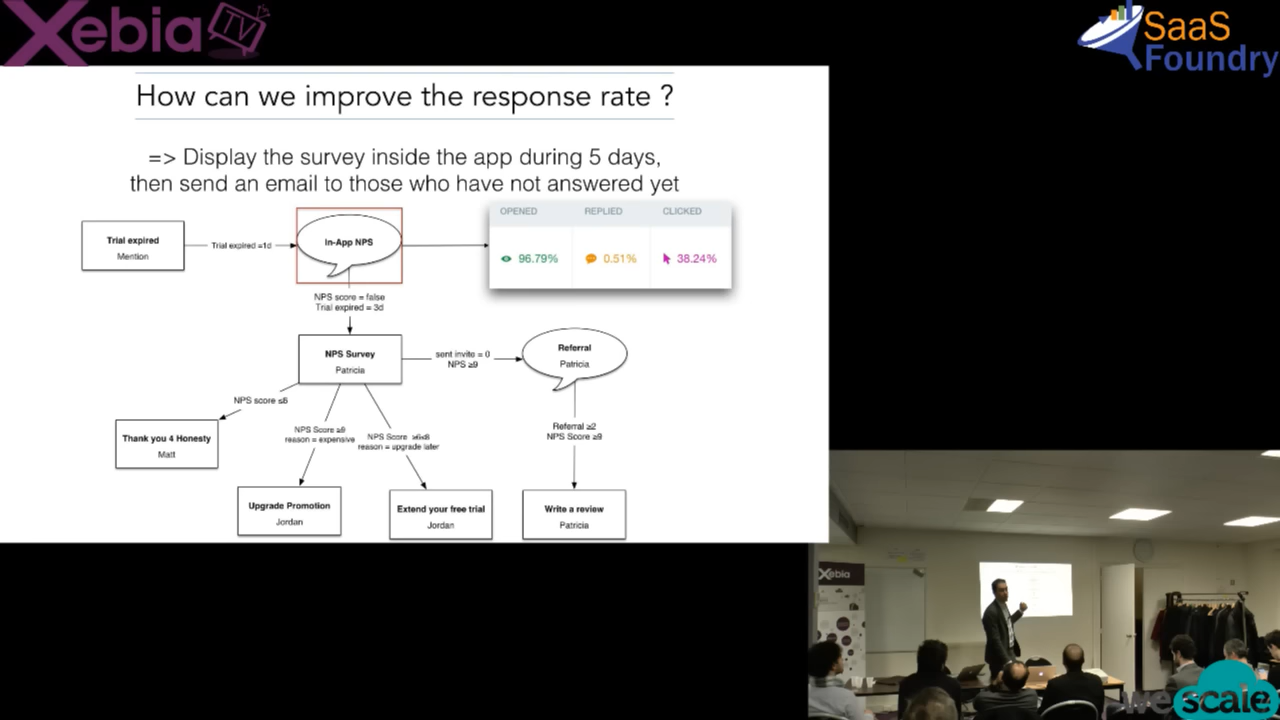 Xebia TV
SaaS
Foundry
How can we improve the response rate ?
=> Display the survey inside the app during 5 days,
then send an email to those who have not answered yet
OPENED REPLIED CLICKED
96.79% 0.51% 38.24%
Trial expired
Mention
Trial expired =1d
In-App NPS
NPS score = false
Trial expired = 3d
NPS Survey
Patricia
sent invite = 0
NPS ≥9
Referral
Patricia
NPS score ≤6
Thank you 4 Honesty
Matt
NPS Score ≥9
reason = expensive
NPS Score ≥6≤8
reason = upgrade later
Referral ≥2
NPS Score ≥9
Upgrade Promotion
Jordan
Extend your free trial
Jordan
Write a review
Patricia
Xebia
wescale